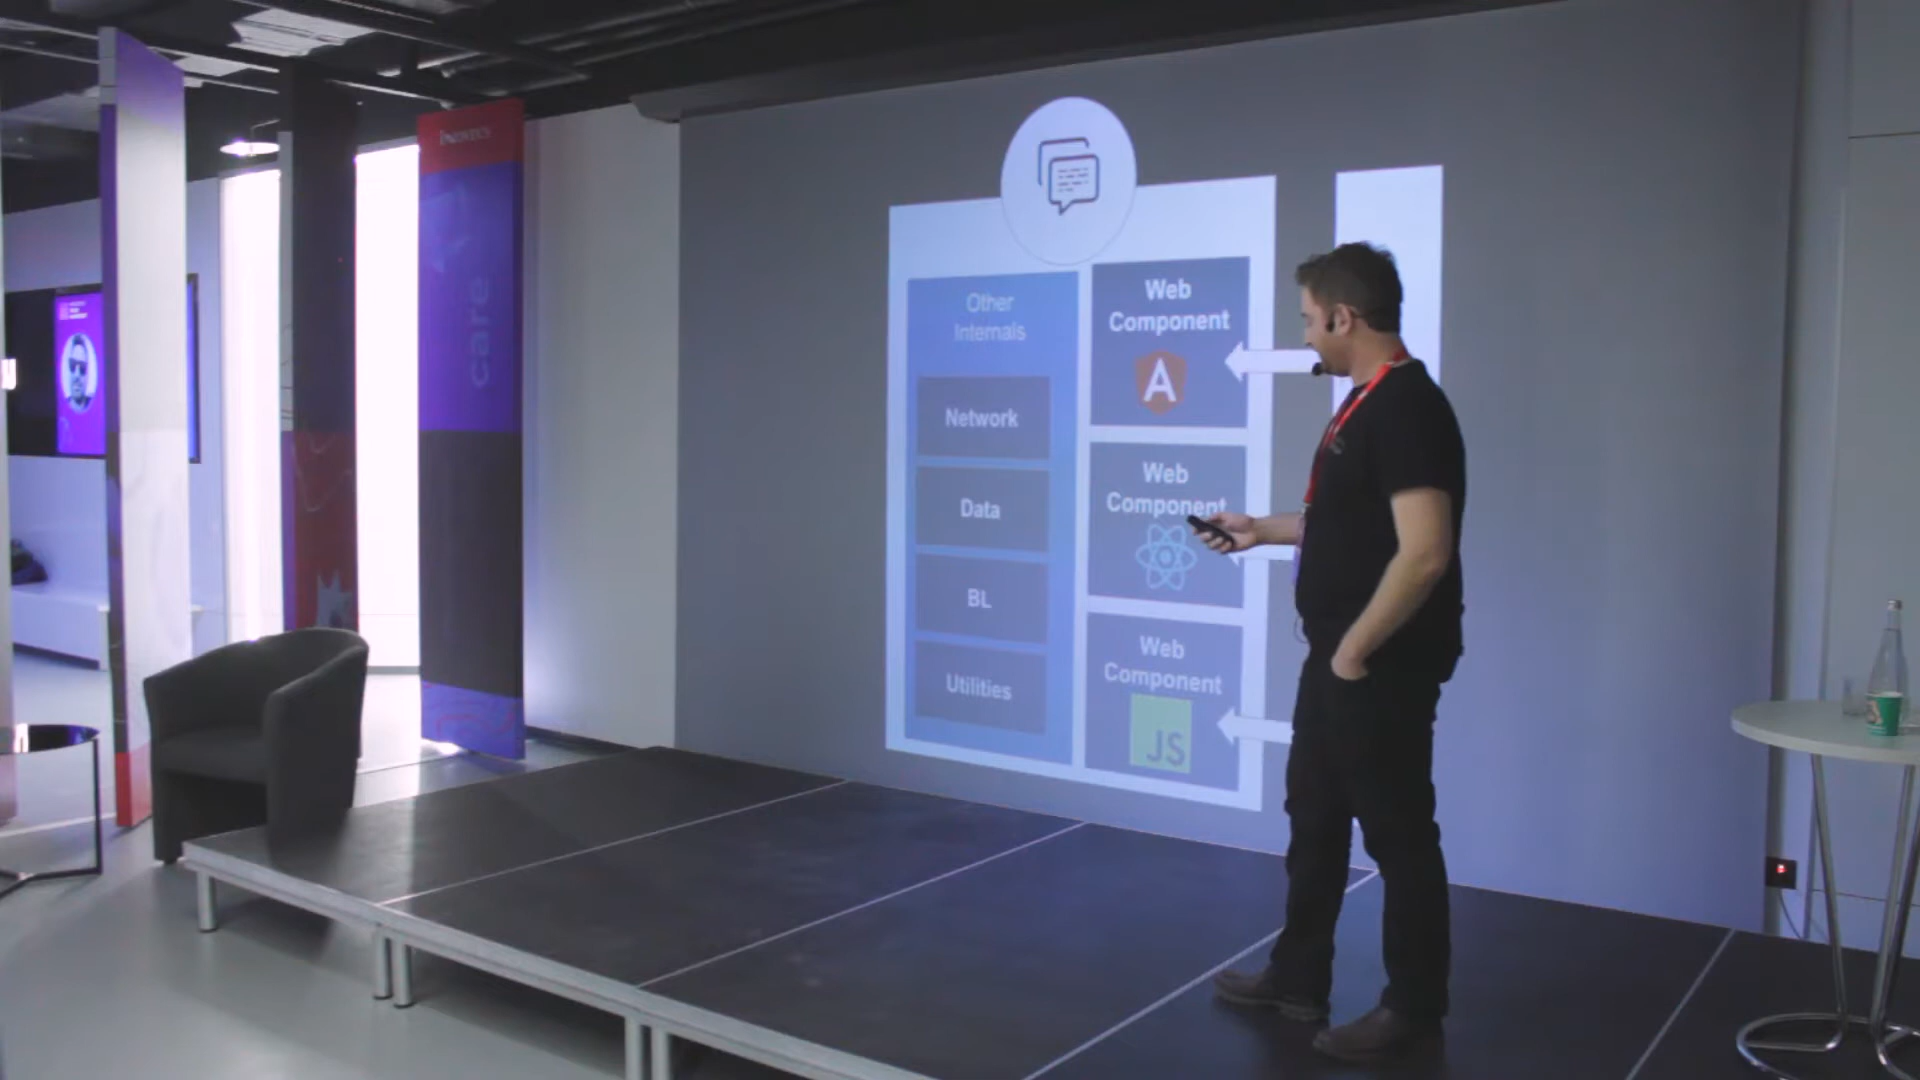 care
Other
Internals
Network
Data
BL
Utilities
Web
Component
A
Web
Component
Web
Component
JS